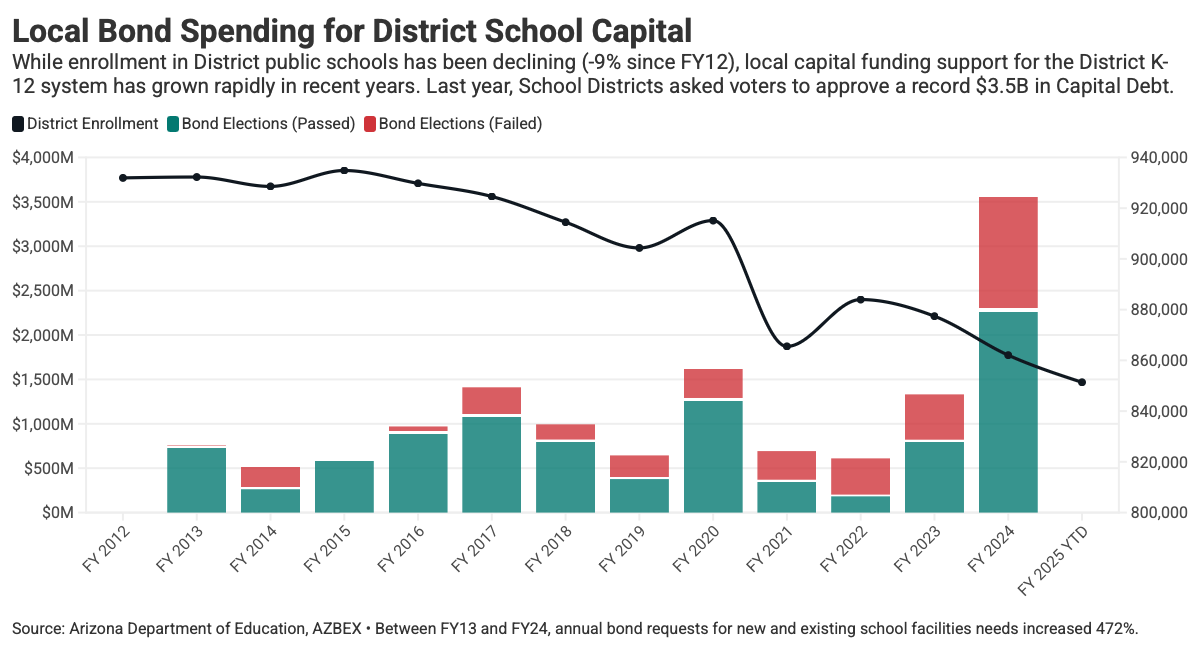 Local Bond Spending for District School Capital
While enrollment in District public schools has been declining (-9% since FY12), local capital funding support for the District K-
12 system has grown rapidly in recent years. Last year, School Districts asked voters to approve a record $3.5B in Capital Debt.
District Enrollment Bond Elections (Passed) Bond Elections (Failed)
$4,000M 940,000
$3,500M 920,000
$3,000M 900,000
$2,500M 880,000
$2,000M 860,000
$1,500M 840,000
$1,000M 820,000
$500M 800,000
$0M
FY 2012 FY 2013 FY 2014 FY 2015 FY 2016 FY 2017 FY 2018 FY 2019 FY 2020 FY 2021 FY 2022 FY 2023 FY 2024 FY 2025 YTD
Source: Arizona Department of Education, AZBEX • Between FY13 and FY24, annual bond requests for new and existing school facilities needs increased 472%.